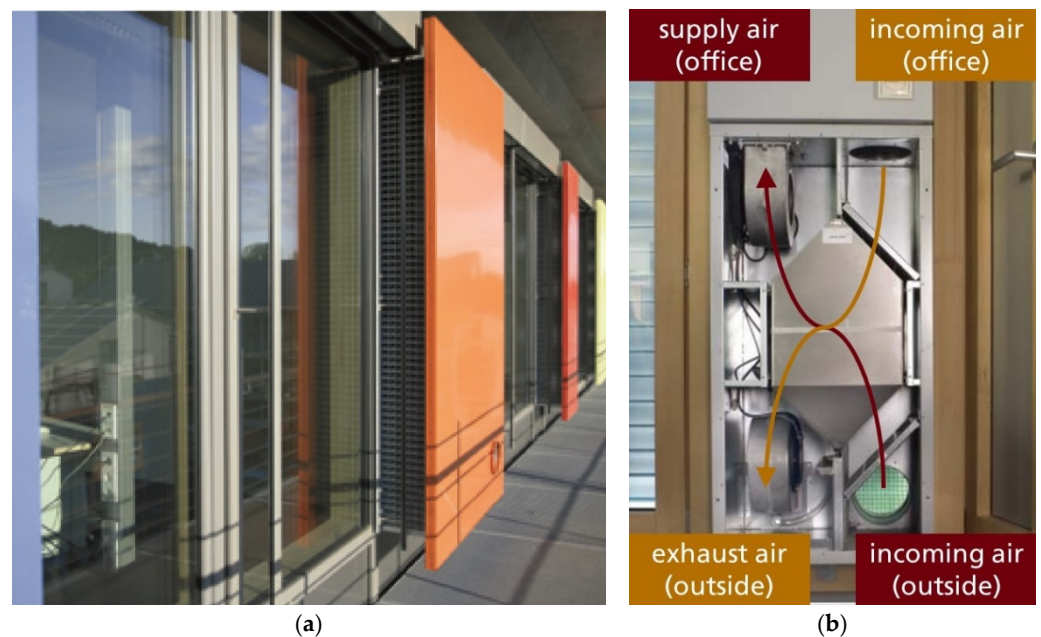 supply air
(office)
incoming air
(office)
exhaust air
(outside)
incoming air
(outside)
(a)
(b)